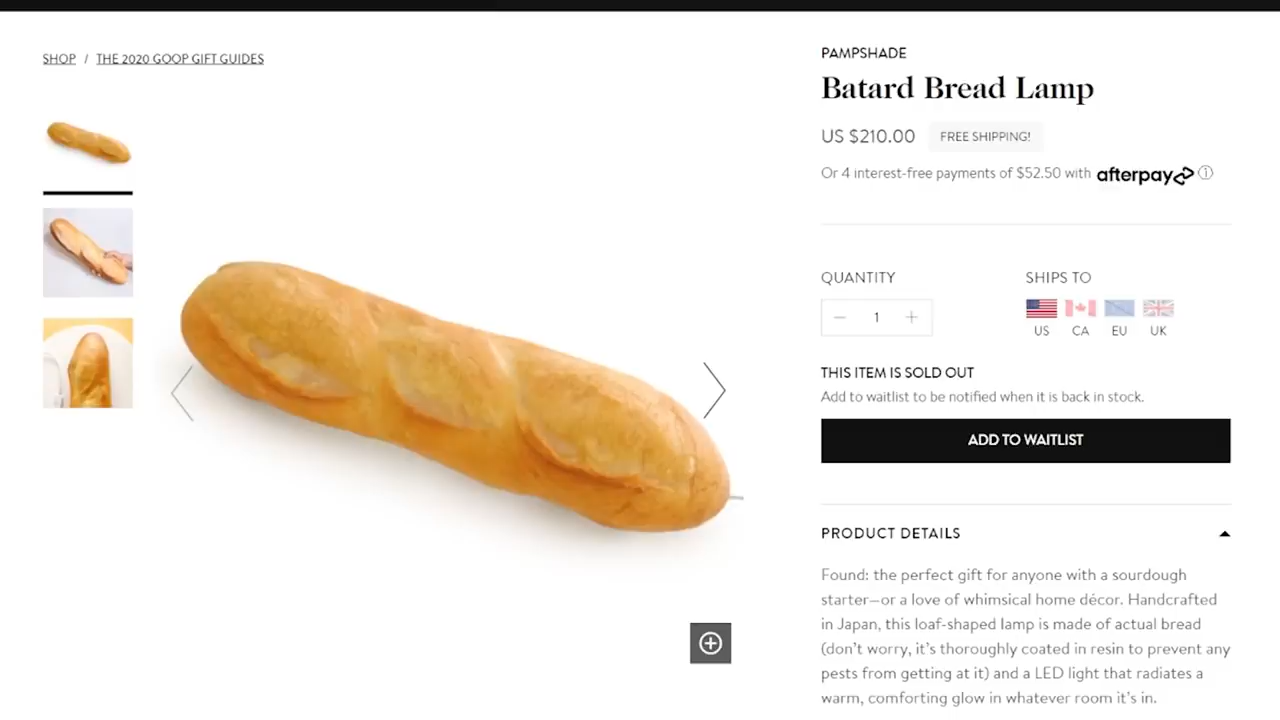 SHOP / THE 2020 GOOP GIFT GUIDES
PAMPSHADE
Batard Bread Lamp
US $210.00 FREE SHIPPING!
Or 4 interest-free payments of $52.50 with afterpay
QUANTITY
1
SHIPS TO
US CA EU UK
THIS ITEM IS SOLD OUT
Add to waitlist to be notified when it is back in stock.
ADD TO WAITLIST
PRODUCT DETAILS
Found: the perfect gift for anyone with a sourdough
starter—or a love of whimsical home décor. Handcrafted
in Japan, this loaf-shaped lamp is made of actual bread
(don't worry, it's thoroughly coated in resin to prevent any
pests from getting at it) and a LED light that radiates a
warm, comforting glow in whatever room it's in.